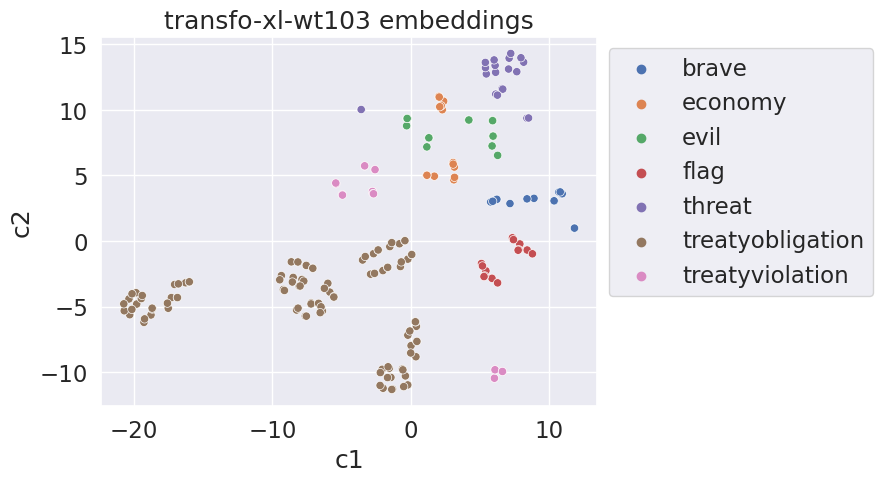 transfo-xl-wt103 embeddings
15
10
5
0
−5
−10
c2
−20
−10
0
10
c1
brave
economy
evil
flag
threat
treatyobligation
treatyviolation